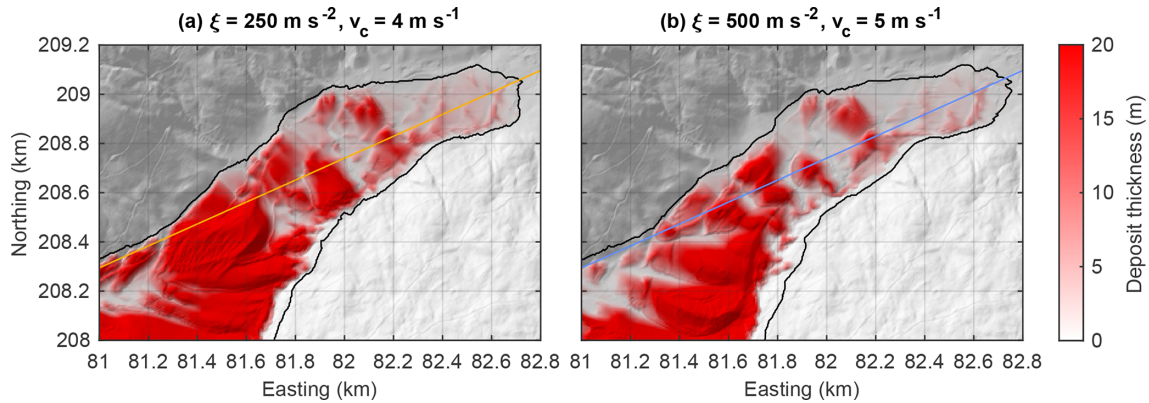 (a) ξ = 250 m s⁻², v_c = 4 m s⁻¹
(b) ξ = 500 m s⁻², v_c = 5 m s⁻¹
209.2
209
208.8
208.6
208.4
208.2
208
Northing (km)
81 81.2 81.4 81.6 81.8 82 82.2 82.4 82.6 82.8
Easting (km)
81 81.2 81.4 81.6 81.8 82 82.2 82.4 82.6 82.8
Easting (km)
20
15
10
5
0
Deposit thickness (m)